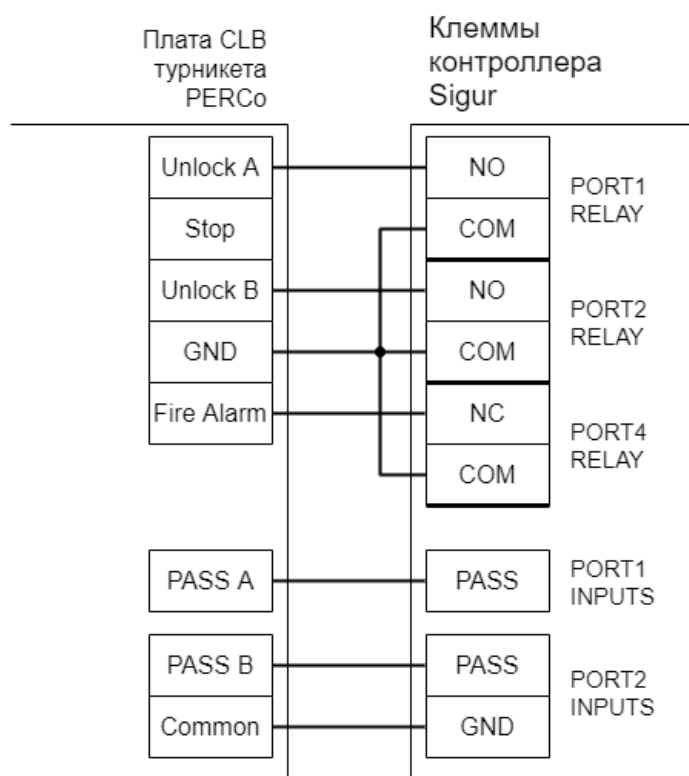 Плата CLB
турникета
PERCo
Клеммы
контроллера
Sigur
Unlock A
NO
PORT1
RELAY
Stop
COM
Unlock B
NO
PORT2
RELAY
GND
COM
Fire Alarm
NC
PORT4
RELAY
COM
PASS A
PASS
PORT1
INPUTS
PASS B
PASS
PORT2
INPUTS
Common
GND